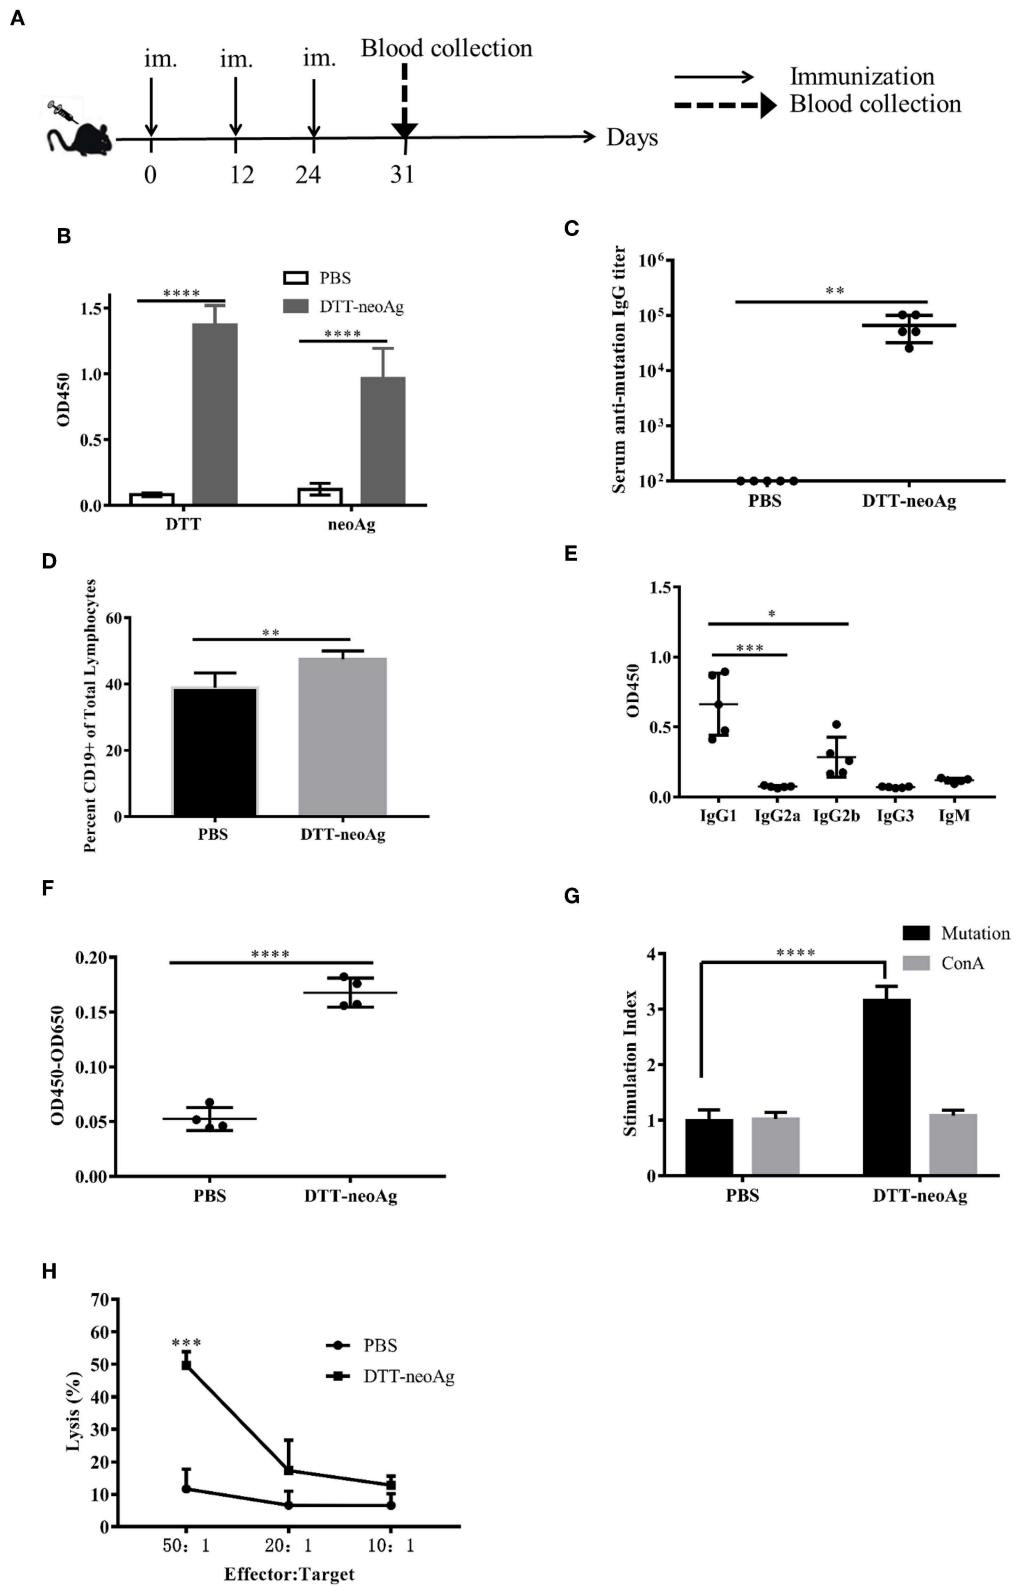 A
im. im. im. Blood collection
Immunization
Blood collection
Days
0 12 24 31
B
PBS
DTT-neoAg
****
****
OD450
1.5
1.0
0.5
0.0
DTT neoAg
C
Serum anti-mutation IgG titer
10⁶
10⁵
10⁴
10³
10²
**
PBS DTT-neoAg
D
Percent CD19+ of Total Lymphocytes
60
40
20
0
**
PBS DTT-neoAg
E
OD450
1.5
1.0
0.5
0.0
*
***
IgG1 IgG2a IgG2b IgG3 IgM
F
OD450-OD650
0.20
0.15
0.10
0.05
0.00
****
PBS DTT-neoAg
G
Mutation
ConA
****
Stimulation Index
4
3
2
1
0
PBS DTT-neoAg
H
Lysis (%)
70
60
50
40
30
20
10
0
***
PBS
DTT-neoAg
50: 1 20: 1 10: 1
Effector:Target